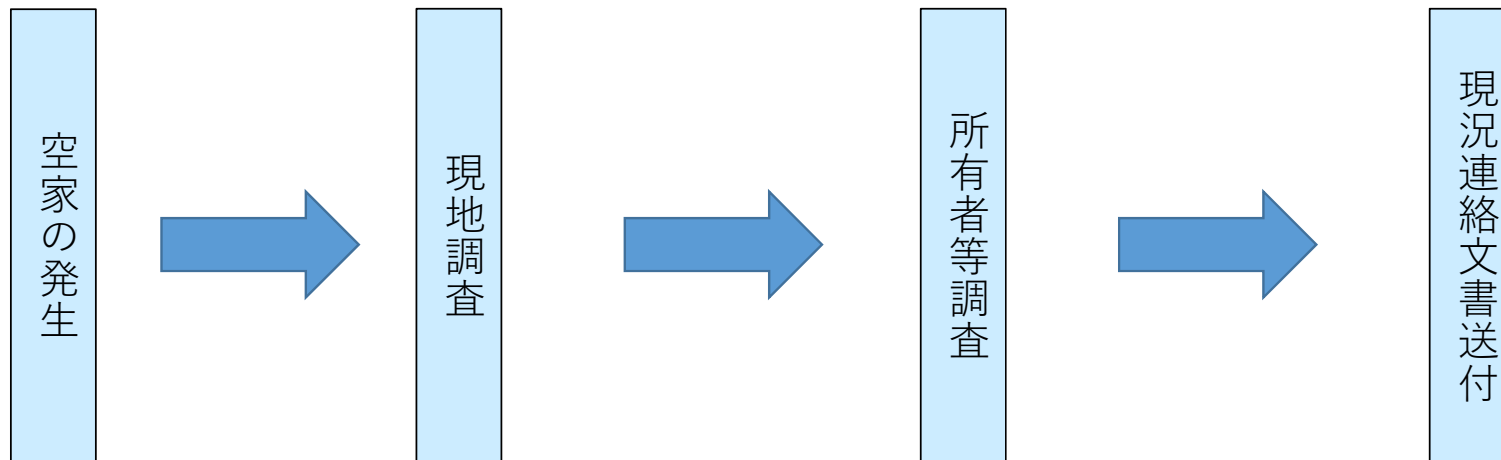 空家の発生
現地調査
所有者等調査
現況連絡文書送付